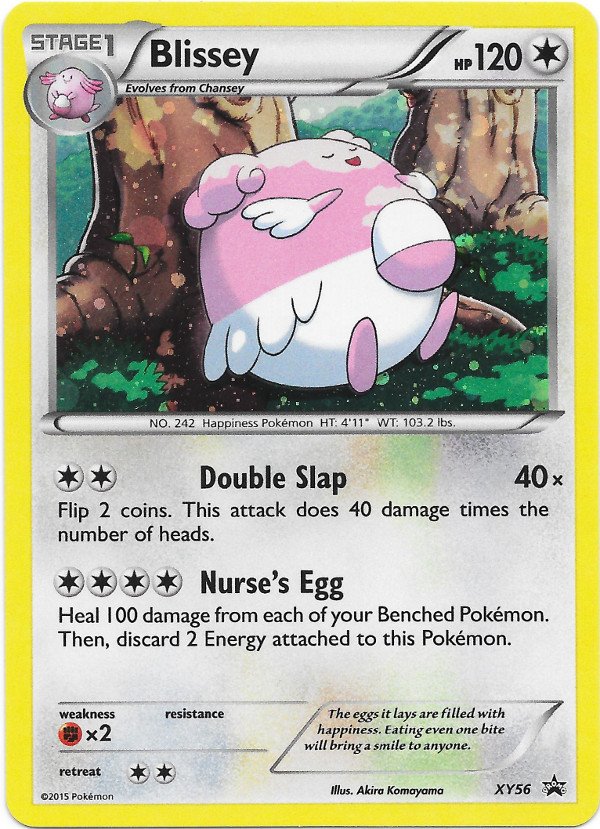 STAGE1
Blissey
HP120
Evolves from Chansey
NO. 242 Happiness Pokémon HT: 4'11" WT: 103.2 lbs.
Double Slap 40×
Flip 2 coins. This attack does 40 damage times the
number of heads.
Nurse's Egg
Heal 100 damage from each of your Benched Pokémon.
Then, discard 2 Energy attached to this Pokémon.
weakness resistance
×2
The eggs it lays are filled with
happiness. Eating even one bite
will bring a smile to anyone.
retreat
©2015 Pokémon
Illus. Akira Komayama
XY56